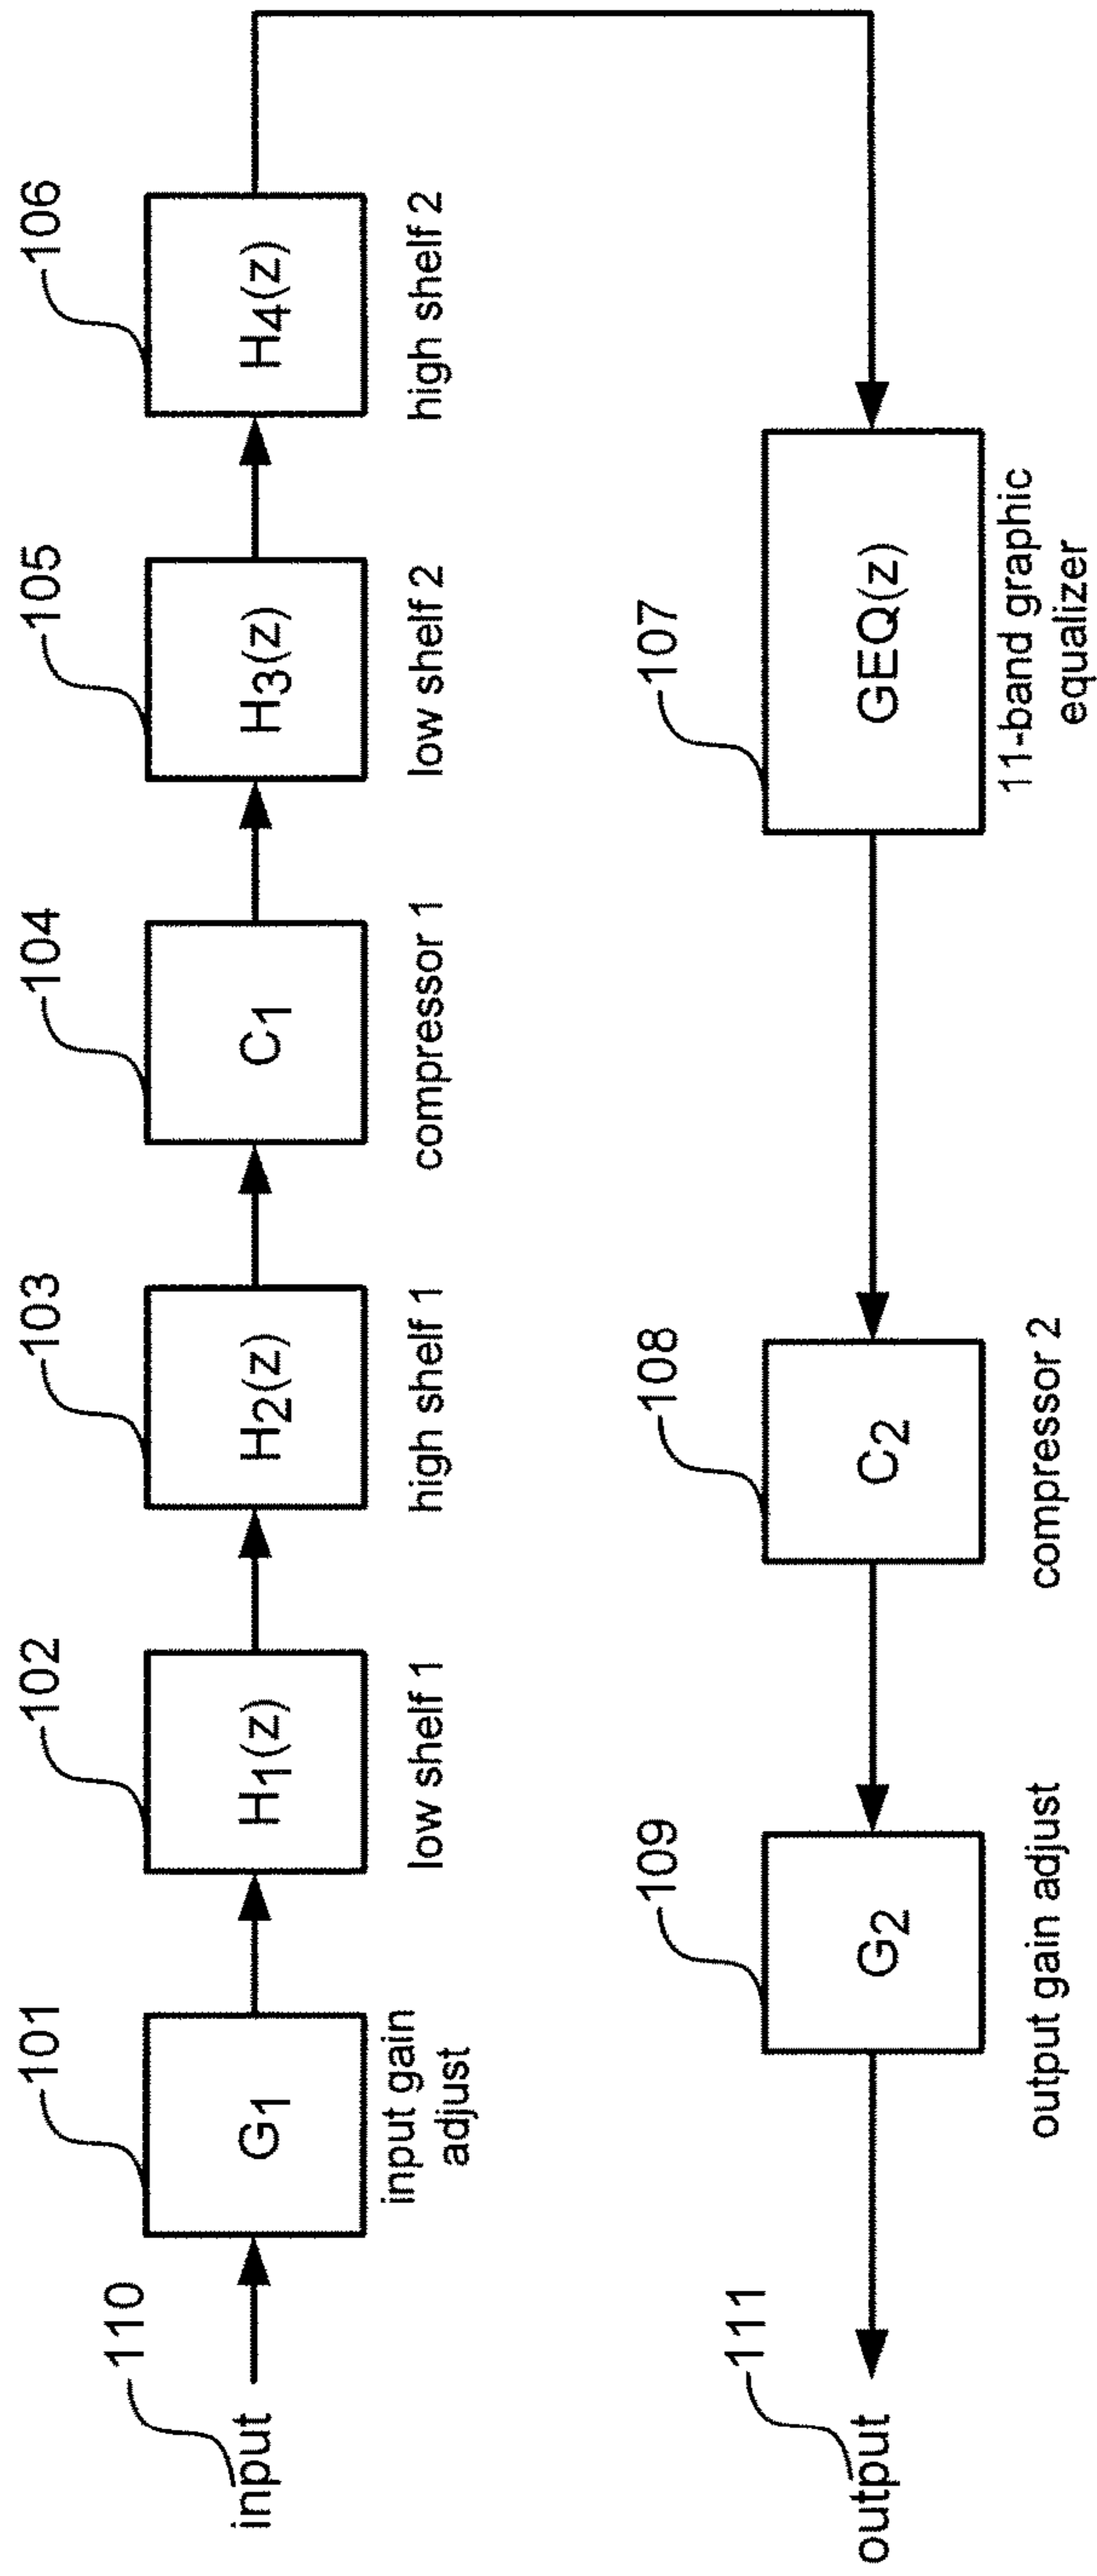 110
input
101
G1
input gain
adjust
102
H1(z)
low shelf 1
103
H2(z)
high shelf 1
104
C1
compressor 1
105
H3(z)
low shelf 2
106
H4(z)
high shelf 2
107
GEQ(z)
11-band graphic
equalizer
108
C2
compressor 2
109
G2
output gain adjust
111
output